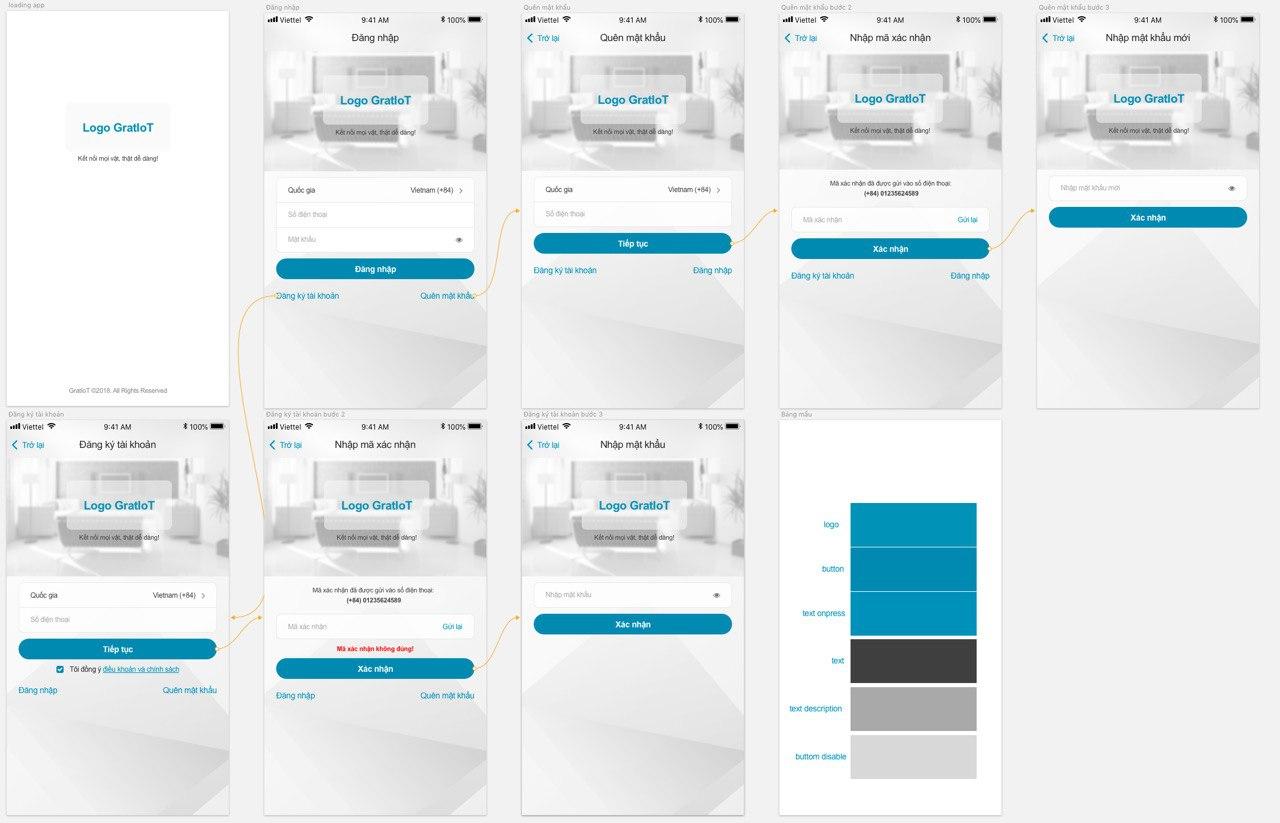 loading app
Logo GratIoT
Kết nối mọi vật, thật dễ dàng!
GratIoT ©2018. All Rights Reserved
Đăng nhập
Viettel 9:41 AM 100%
Đăng nhập
Logo GratIoT
Kết nối mọi vật, thật dễ dàng!
Quốc gia Vietnam (+84)
Số điện thoại
Mật khẩu
Đăng nhập
Đăng ký tài khoản Quên mật khẩu
Quên mật khẩu
Viettel 9:41 AM 100%
Trở lại Quên mật khẩu
Logo GratIoT
Kết nối mọi vật, thật dễ dàng!
Quốc gia Vietnam (+84)
Số điện thoại
Tiếp tục
Đăng ký tài khoản Đăng nhập
Quên mật khẩu bước 2
Viettel 9:41 AM 100%
Trở lại Nhập mã xác nhận
Logo GratIoT
Kết nối mọi vật, thật dễ dàng!
Mã xác nhận đã được gửi vào số điện thoại:
(+84) 01235624589
Mã xác nhận Gửi lại
Xác nhận
Đăng ký tài khoản Đăng nhập
Quên mật khẩu bước 3
Viettel 9:41 AM 100%
Trở lại Nhập mật khẩu mới
Logo GratIoT
Kết nối mọi vật, thật dễ dàng!
Nhập mật khẩu mới
Xác nhận
Đăng ký tài khoản
Viettel 9:41 AM 100%
Trở lại Đăng ký tài khoản
Logo GratIoT
Kết nối mọi vật, thật dễ dàng!
Quốc gia Vietnam (+84)
Số điện thoại
Tiếp tục
Tôi đồng ý điều khoản và chính sách
Đăng nhập Quên mật khẩu
Đăng ký tài khoản bước 2
Viettel 9:41 AM 100%
Trở lại Nhập mã xác nhận
Logo GratIoT
Kết nối mọi vật, thật dễ dàng!
Mã xác nhận đã được gửi vào số điện thoại:
(+84) 01235624589
Mã xác nhận Gửi lại
Mã xác nhận không đúng!
Xác nhận
Đăng nhập Quên mật khẩu
Đăng ký tài khoản bước 3
Viettel 9:41 AM 100%
Trở lại Nhập mật khẩu
Logo GratIoT
Kết nối mọi vật, thật dễ dàng!
Nhập mật khẩu
Xác nhận
Bảng mầu
logo
button
text onpress
text
text description
buttom disable